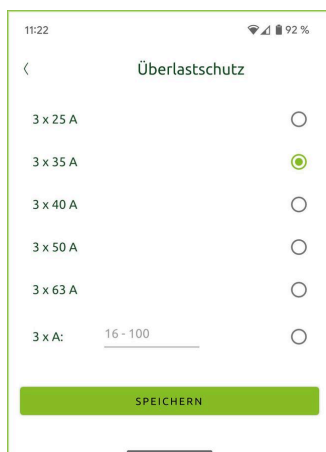 11:22 92 %
Überlastschutz
3 x 25 A
3 x 35 A
3 x 40 A
3 x 50 A
3 x 63 A
3 x A: 16 - 100
SPEICHERN